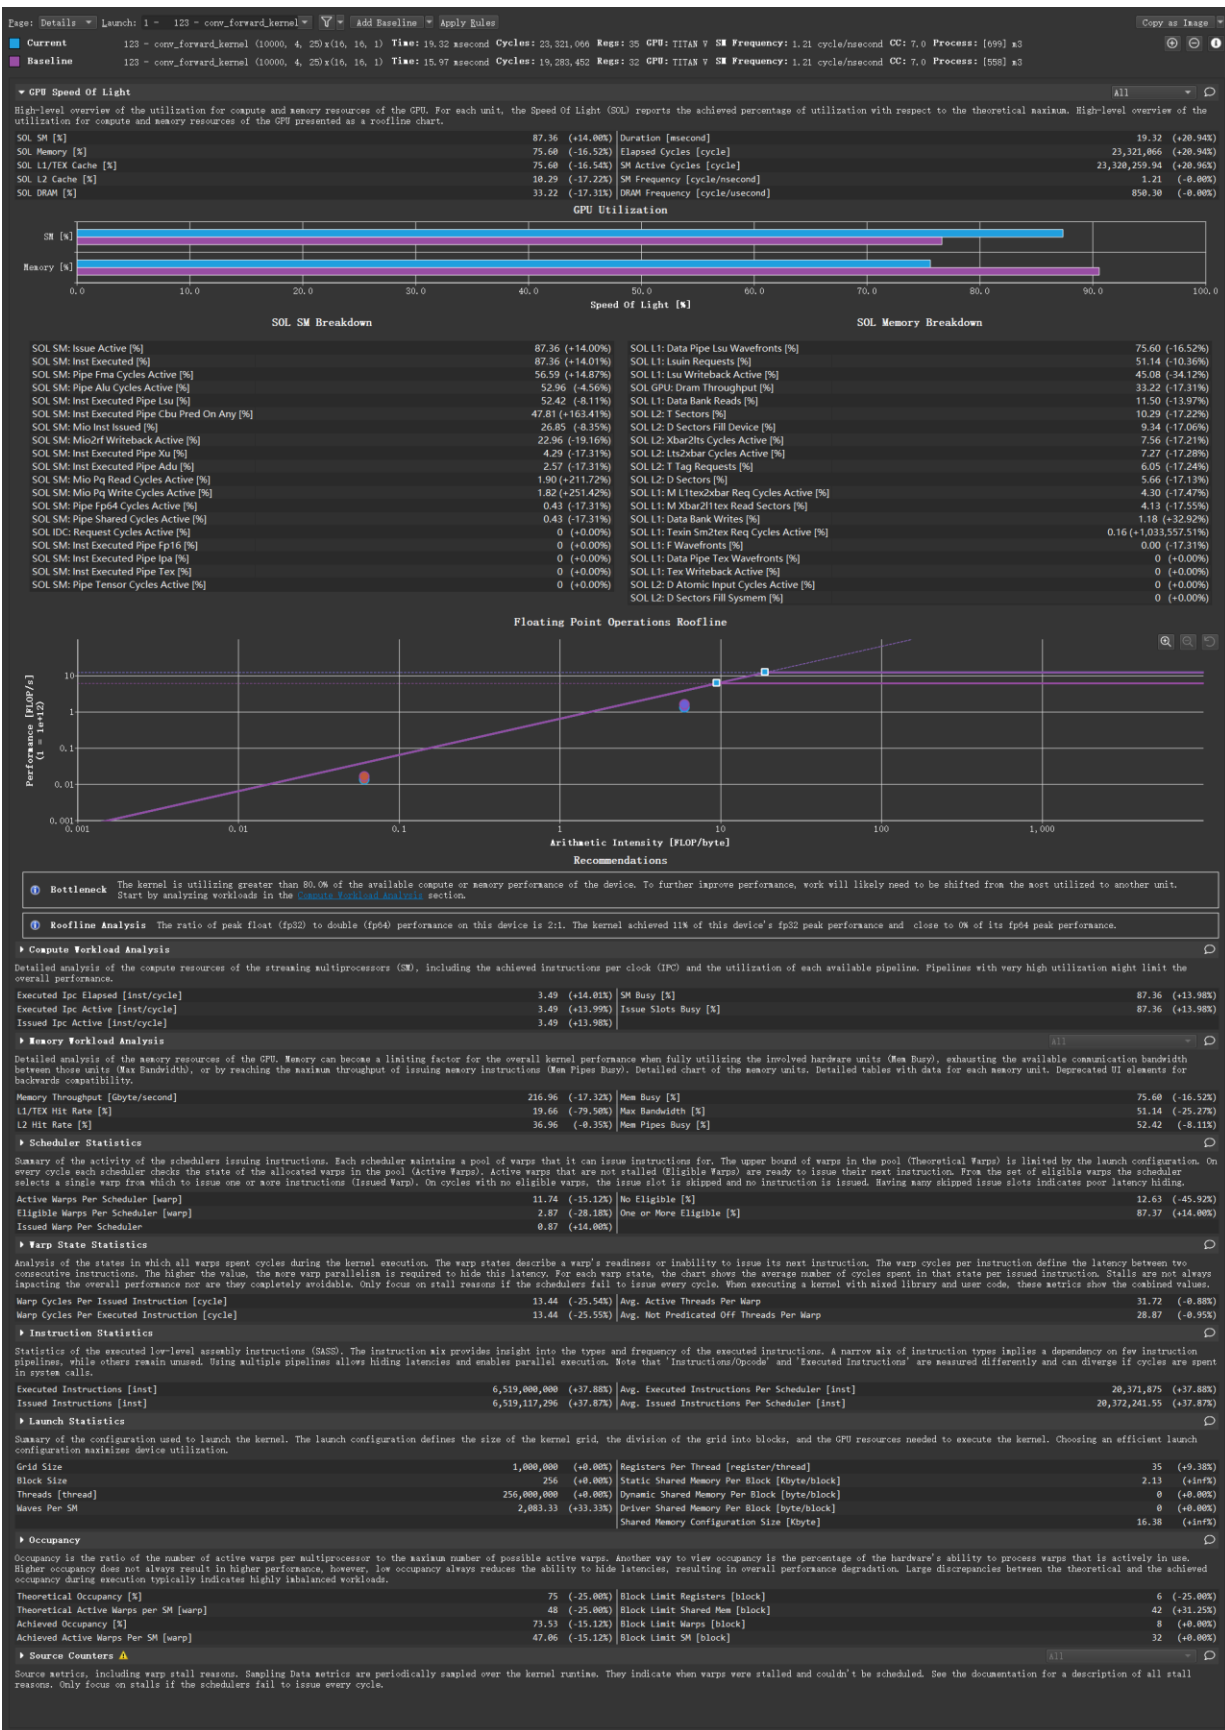 Page: Details Launch: 1 - 123 - conv_forward_kernel Add Baseline Apply Rules Copy as Image
Current 123 - conv_forward_kernel (10000, 4, 25)x(16, 16, 1) Time: 19.32 msecond Cycles: 23,321,066 Regs: 35 GPU: TITAN V SM Frequency: 1.21 cycle/nsecond CC: 7.0 Process: [699] m3
Baseline 123 - conv_forward_kernel (10000, 4, 25)x(16, 16, 1) Time: 15.97 msecond Cycles: 19,283,452 Regs: 32 GPU: TITAN V SM Frequency: 1.21 cycle/nsecond CC: 7.0 Process: [558] m3
GPU Speed Of Light All
High-level overview of the utilization for compute and memory resources of the GPU. For each unit, the Speed Of Light (SOL) reports the achieved percentage of utilization with respect to the theoretical maximum. High-level overview of the
utilization for compute and memory resources of the GPU presented as a roofline chart.
SOL SM [%] 87.36 (+14.00%) Duration [msecond] 19.32 (+20.94%)
SOL Memory [%] 75.60 (-16.52%) Elapsed Cycles [cycle] 23,321,066 (+20.94%)
SOL L1/TEX Cache [%] 75.60 (-16.54%) SM Active Cycles [cycle] 23,320,259.94 (+20.96%)
SOL L2 Cache [%] 10.29 (-17.22%) SM Frequency [cycle/nsecond] 1.21 (-0.00%)
SOL DRAM [%] 33.22 (-17.31%) DRAM Frequency [cycle/usecond] 850.30 (-0.00%)
GPU Utilization
SM [%]
Memory [%]
0.0 10.0 20.0 30.0 40.0 50.0 60.0 70.0 80.0 90.0 100.0
Speed Of Light [%]
SOL SM Breakdown SOL Memory Breakdown
SOL SM: Issue Active [%] 87.36 (+14.00%) SOL L1: Data Pipe Lsu Wavefronts [%] 75.60 (-16.52%)
SOL SM: Inst Executed [%] 87.36 (+14.01%) SOL L1: Lsuin Requests [%] 51.14 (-10.36%)
SOL SM: Pipe Fma Cycles Active [%] 56.59 (+14.87%) SOL L1: Lsu Writeback Active [%] 45.08 (-34.12%)
SOL SM: Pipe Alu Cycles Active [%] 52.96 (-4.56%) SOL GPU: Dram Throughput [%] 33.22 (-17.31%)
SOL SM: Inst Executed Pipe Lsu [%] 52.42 (-8.11%) SOL L1: Data Bank Reads [%] 11.50 (-13.97%)
SOL SM: Inst Executed Pipe Cbu Pred On Any [%] 47.81 (+163.41%) SOL L2: T Sectors [%] 10.29 (-17.22%)
SOL SM: Mio Inst Issued [%] 26.85 (-8.35%) SOL L2: D Sectors Fill Device [%] 9.34 (-17.06%)
SOL SM: Mio2rf Writeback Active [%] 22.96 (-19.16%) SOL L2: Xbar2lts Cycles Active [%] 7.56 (-17.21%)
SOL SM: Inst Executed Pipe Xu [%] 4.29 (-17.31%) SOL L2: Lts2xbar Cycles Active [%] 7.27 (-17.28%)
SOL SM: Inst Executed Pipe Adu [%] 2.57 (-17.31%) SOL L2: T Tag Requests [%] 6.05 (-17.24%)
SOL SM: Mio Pq Read Cycles Active [%] 1.90 (+211.72%) SOL L2: D Sectors [%] 5.66 (-17.13%)
SOL SM: Mio Pq Write Cycles Active [%] 1.82 (+251.42%) SOL L1: M L1tex2xbar Req Cycles Active [%] 4.30 (-17.47%)
SOL SM: Pipe Fp64 Cycles Active [%] 0.43 (-17.31%) SOL L1: M Xbar2l1tex Read Sectors [%] 4.13 (-17.55%)
SOL SM: Pipe Shared Cycles Active [%] 0.43 (-17.31%) SOL L1: Data Bank Writes [%] 1.18 (+32.92%)
SOL IDC: Request Cycles Active [%] 0 (+0.00%) SOL L1: Texin Sm2tex Req Cycles Active [%] 0.16 (+1,033,557.51%)
SOL SM: Inst Executed Pipe Fp16 [%] 0 (+0.00%) SOL L1: F Wavefronts [%] 0.00 (-17.31%)
SOL SM: Inst Executed Pipe Ipa [%] 0 (+0.00%) SOL L1: Data Pipe Tex Wavefronts [%] 0 (+0.00%)
SOL SM: Inst Executed Pipe Tex [%] 0 (+0.00%) SOL L1: Tex Writeback Active [%] 0 (+0.00%)
SOL SM: Pipe Tensor Cycles Active [%] 0 (+0.00%) SOL L2: D Atomic Input Cycles Active [%] 0 (+0.00%)
SOL L2: D Sectors Fill Sysmem [%] 0 (+0.00%)
Floating Point Operations Roofline
Performance [FLOP/s]
(1 = 1e+12)
10
1
0.1
0.01
0.001
0.001 0.01 0.1 1 10 100 1,000
Arithmetic Intensity [FLOP/byte]
Recommendations
Bottleneck The kernel is utilizing greater than 80.0% of the available compute or memory performance of the device. To further improve performance, work will likely need to be shifted from the most utilized to another unit.
Start by analyzing workloads in the Compute Workload Analysis section.
Roofline Analysis The ratio of peak float (fp32) to double (fp64) performance on this device is 2:1. The kernel achieved 11% of this device's fp32 peak performance and close to 0% of its fp64 peak performance.
Compute Workload Analysis
Detailed analysis of the compute resources of the streaming multiprocessors (SM), including the achieved instructions per clock (IPC) and the utilization of each available pipeline. Pipelines with very high utilization might limit the
overall performance.
Executed Ipc Elapsed [inst/cycle] 3.49 (+14.01%) SM Busy [%] 87.36 (+13.98%)
Executed Ipc Active [inst/cycle] 3.49 (+13.99%) Issue Slots Busy [%] 87.36 (+13.98%)
Issued Ipc Active [inst/cycle] 3.49 (+13.98%)
Memory Workload Analysis All
Detailed analysis of the memory resources of the GPU. Memory can become a limiting factor for the overall kernel performance when fully utilizing the involved hardware units (Mem Busy), exhausting the available communication bandwidth
between those units (Max Bandwidth), or by reaching the maximum throughput of issuing memory instructions (Mem Pipes Busy). Detailed chart of the memory units. Detailed tables with data for each memory unit. Deprecated UI elements for
backwards compatibility.
Memory Throughput [Gbyte/second] 216.96 (-17.32%) Mem Busy [%] 75.60 (-16.52%)
L1/TEX Hit Rate [%] 19.66 (-79.50%) Max Bandwidth [%] 51.14 (-25.27%)
L2 Hit Rate [%] 36.96 (-0.35%) Mem Pipes Busy [%] 52.42 (-8.11%)
Scheduler Statistics
Summary of the activity of the schedulers issuing instructions. Each scheduler maintains a pool of warps that it can issue instructions for. The upper bound of warps in the pool (Theoretical Warps) is limited by the launch configuration. On
every cycle each scheduler checks the state of the allocated warps in the pool (Active Warps). Active warps that are not stalled (Eligible Warps) are ready to issue their next instruction. From the set of eligible warps the scheduler
selects a single warp from which to issue one or more instructions (Issued Warp). On cycles with no eligible warps, the issue slot is skipped and no instruction is issued. Having many skipped issue slots indicates poor latency hiding.
Active Warps Per Scheduler [warp] 11.74 (-15.12%) No Eligible [%] 12.63 (-45.92%)
Eligible Warps Per Scheduler [warp] 2.87 (-28.18%) One or More Eligible [%] 87.37 (+14.00%)
Issued Warp Per Scheduler 0.87 (+14.00%)
Warp State Statistics
Analysis of the states in which all warps spent cycles during the kernel execution. The warp states describe a warp's readiness or inability to issue its next instruction. The warp cycles per instruction define the latency between two
consecutive instructions. The higher the value, the more warp parallelism is required to hide this latency. For each warp state, the chart shows the average number of cycles spent in that state per issued instruction. Stalls are not always
impacting the overall performance nor are they completely avoidable. Only focus on stall reasons if the schedulers fail to issue every cycle. When executing a kernel with mixed library and user code, these metrics show the combined values.
Warp Cycles Per Issued Instruction [cycle] 13.44 (-25.54%) Avg. Active Threads Per Warp 31.72 (-0.88%)
Warp Cycles Per Executed Instruction [cycle] 13.44 (-25.55%) Avg. Not Predicated Off Threads Per Warp 28.87 (-0.95%)
Instruction Statistics
Statistics of the executed low-level assembly instructions (SASS). The instruction mix provides insight into the types and frequency of the executed instructions. A narrow mix of instruction types implies a dependency on few instruction
pipelines, while others remain unused. Using multiple pipelines allows hiding latencies and enables parallel execution. Note that 'Instructions/Opcode' and 'Executed Instructions' are measured differently and can diverge if cycles are spent
in system calls.
Executed Instructions [inst] 6,519,000,000 (+37.88%) Avg. Executed Instructions Per Scheduler [inst] 20,371,875 (+37.88%)
Issued Instructions [inst] 6,519,117,296 (+37.87%) Avg. Issued Instructions Per Scheduler [inst] 20,372,241.55 (+37.87%)
Launch Statistics
Summary of the configuration used to launch the kernel. The launch configuration defines the size of the kernel grid, the division of the grid into blocks, and the GPU resources needed to execute the kernel. Choosing an efficient launch
configuration maximizes device utilization.
Grid Size 1,000,000 (+0.00%) Registers Per Thread [register/thread] 35 (+9.38%)
Block Size 256 (+0.00%) Static Shared Memory Per Block [Kbyte/block] 2.13 (+inf%)
Threads [thread] 256,000,000 (+0.00%) Dynamic Shared Memory Per Block [byte/block] 0 (+0.00%)
Waves Per SM 2,083.33 (+33.33%) Driver Shared Memory Per Block [byte/block] 0 (+0.00%)
Shared Memory Configuration Size [Kbyte] 16.38 (+inf%)
Occupancy
Occupancy is the ratio of the number of active warps per multiprocessor to the maximum number of possible active warps. Another way to view occupancy is the percentage of the hardware's ability to process warps that is actively in use.
Higher occupancy does not always result in higher performance, however, low occupancy always reduces the ability to hide latencies, resulting in overall performance degradation. Large discrepancies between the theoretical and the achieved
occupancy during execution typically indicates highly imbalanced workloads.
Theoretical Occupancy [%] 75 (-25.00%) Block Limit Registers [block] 6 (-25.00%)
Theoretical Active Warps per SM [warp] 48 (-25.00%) Block Limit Shared Mem [block] 42 (+31.25%)
Achieved Occupancy [%] 73.53 (-15.12%) Block Limit Warps [block] 8 (+0.00%)
Achieved Active Warps Per SM [warp] 47.06 (-15.12%) Block Limit SM [block] 32 (+0.00%)
Source Counters All
Source metrics, including warp stall reasons. Sampling Data metrics are periodically sampled over the kernel runtime. They indicate when warps were stalled and couldn't be scheduled. See the documentation for a description of all stall
reasons. Only focus on stalls if the schedulers fail to issue every cycle.